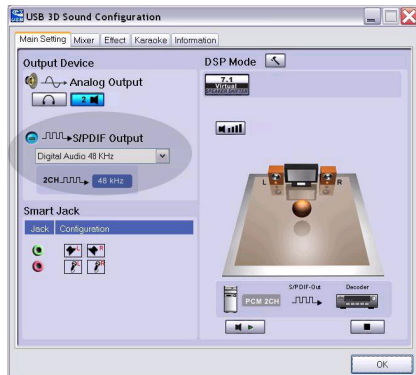 USB 3D Sound Configuration
Main Setting Mixer Effect Karaoke Information
Output Device
Analog Output
2
S/PDIF Output
Digital Audio 48 KHz
2CH 48 kHz
Smart Jack
Jack Configuration
L R
DSP Mode
7.1
Virtual
L R
S/PDIF-Out Decoder
PCM 2CH
OK